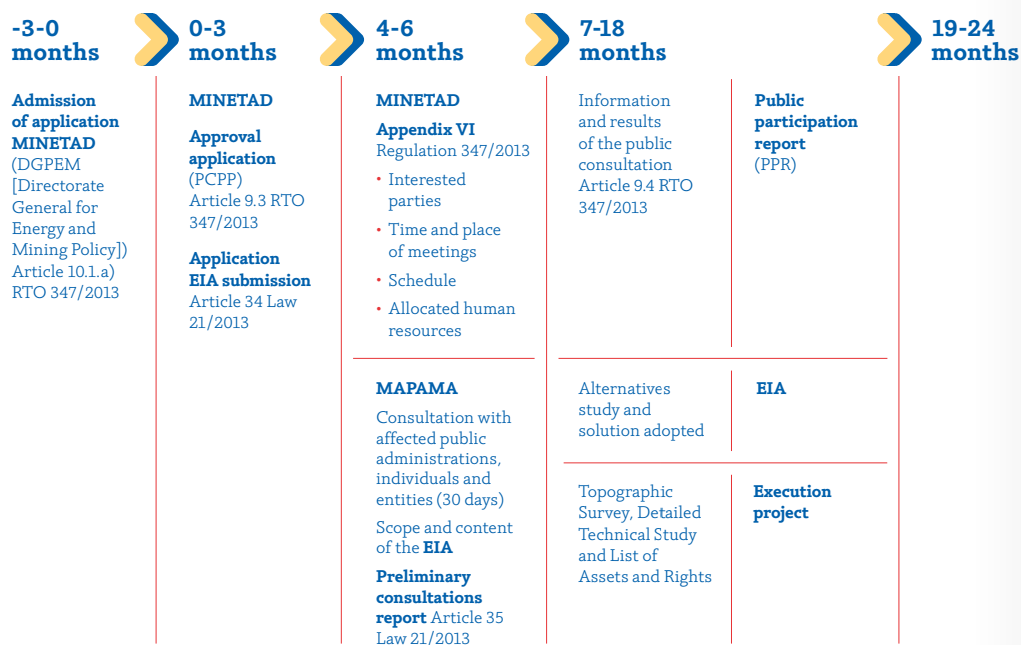 -3-0
months
0-3
months
4-6
months
7-18
months
19-24
months
Admission
of application
MINETAD
(DGPEM
[Directorate
General for
Energy and
Mining Policy])
Article 10.1.a)
RTO 347/2013
MINETAD
Approval
application
(PCPP)
Article 9.3 RTO
347/2013
Application
EIA submission
Article 34 Law
21/2013
MINETAD
Appendix VI
Regulation 347/2013
• Interested
parties
• Time and place
of meetings
• Schedule
• Allocated human
resources
MAPAMA
Consultation with
affected public
administrations,
individuals and
entities (30 days)
Scope and content
of the EIA
Preliminary
consultations
report Article 35
Law 21/2013
Information
and results
of the public
consultation
Article 9.4 RTO
347/2013
Public
participation
report
(PPR)
Alternatives
study and
solution adopted
EIA
Topographic
Survey, Detailed
Technical Study
and List of
Assets and Rights
Execution
project